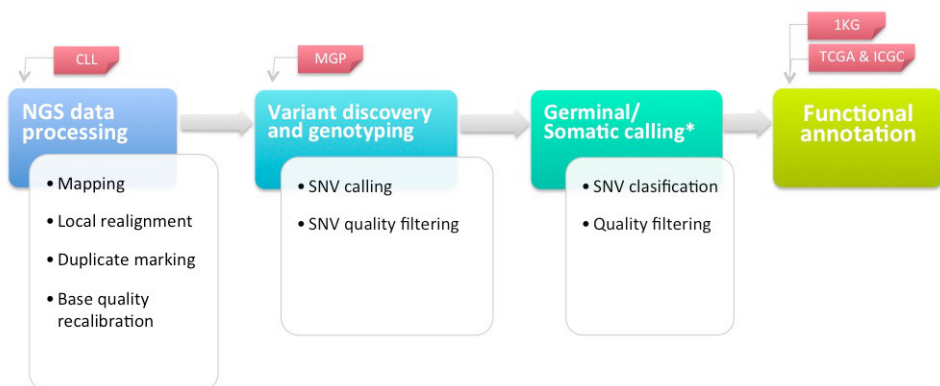 CLL
NGS data
processing
• Mapping
• Local realignment
• Duplicate marking
• Base quality
recalibration
MGP
Variant discovery
and genotyping
• SNV calling
• SNV quality filtering
Germinal/
Somatic calling*
• SNV clasification
• Quality filtering
1KG
TCGA & ICGC
Functional
annotation